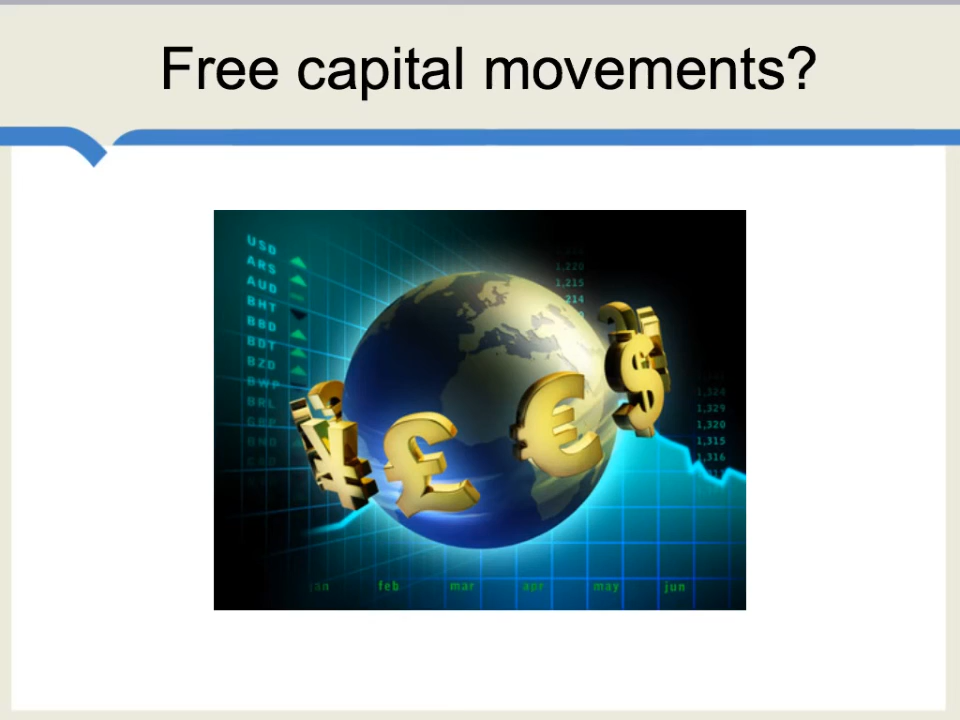 Free capital movements?
USD
ARS
AUD
BHT
BBD
BDT
BZD
BWP
BRL
GBP
BND
1,220
1,215
1,214
1,324
1,329
1,320
1,315
1,316
jan feb mar apr may jun
¥ £ € $